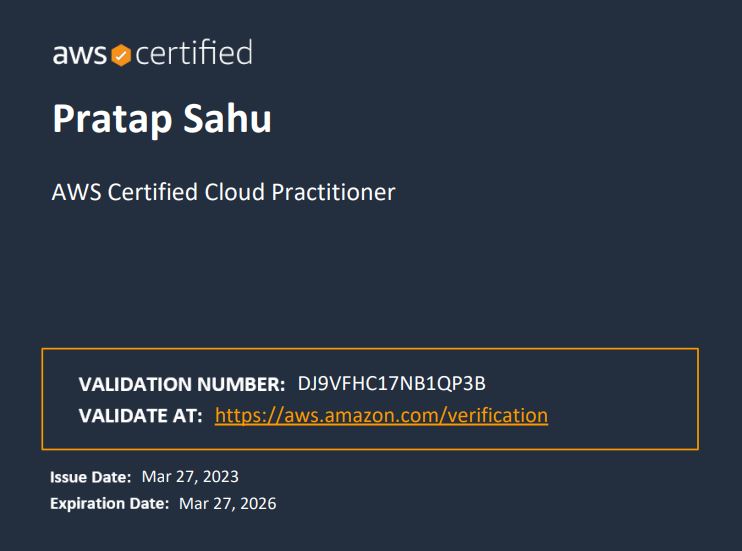 aws certified
Pratap Sahu
AWS Certified Cloud Practitioner
VALIDATION NUMBER: DJ9VFHC17NB1QP3B
VALIDATE AT: https://aws.amazon.com/verification
Issue Date: Mar 27, 2023
Expiration Date: Mar 27, 2026